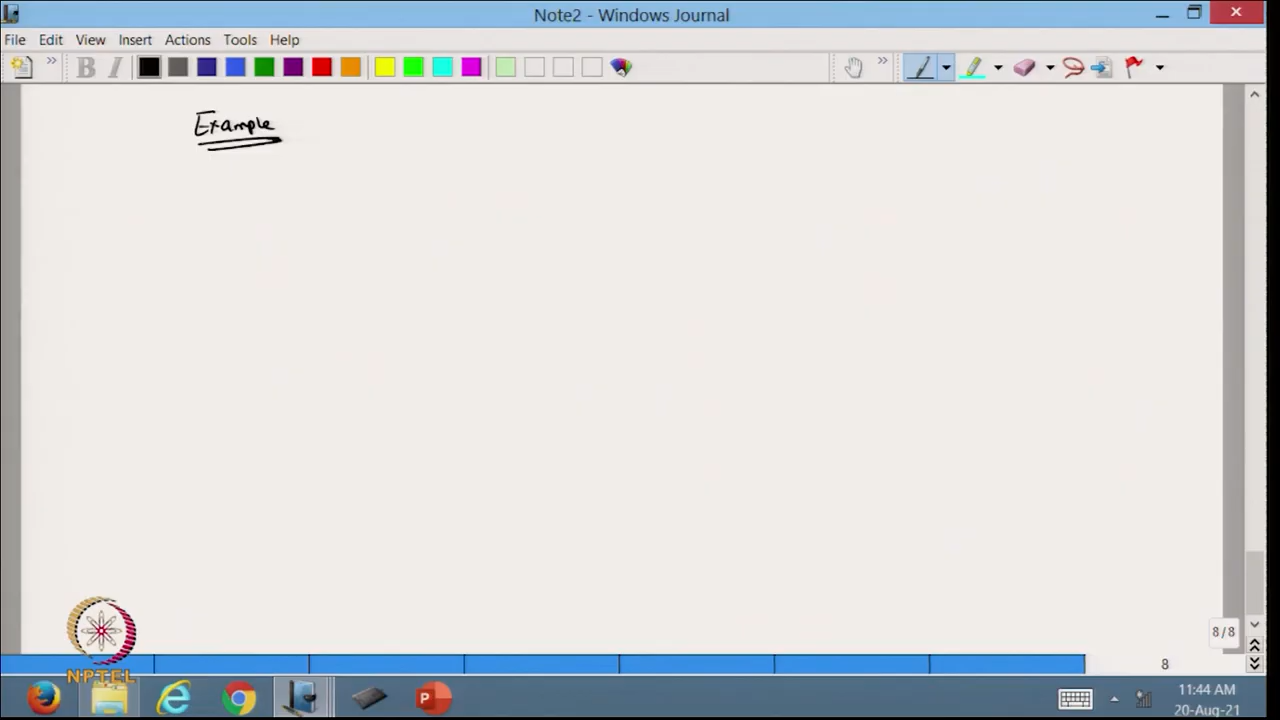 Note2 - Windows Journal
File Edit View Insert Actions Tools Help
B I
Example
8 / 8
8
NPTEL
11:44 AM
20-Aug-21